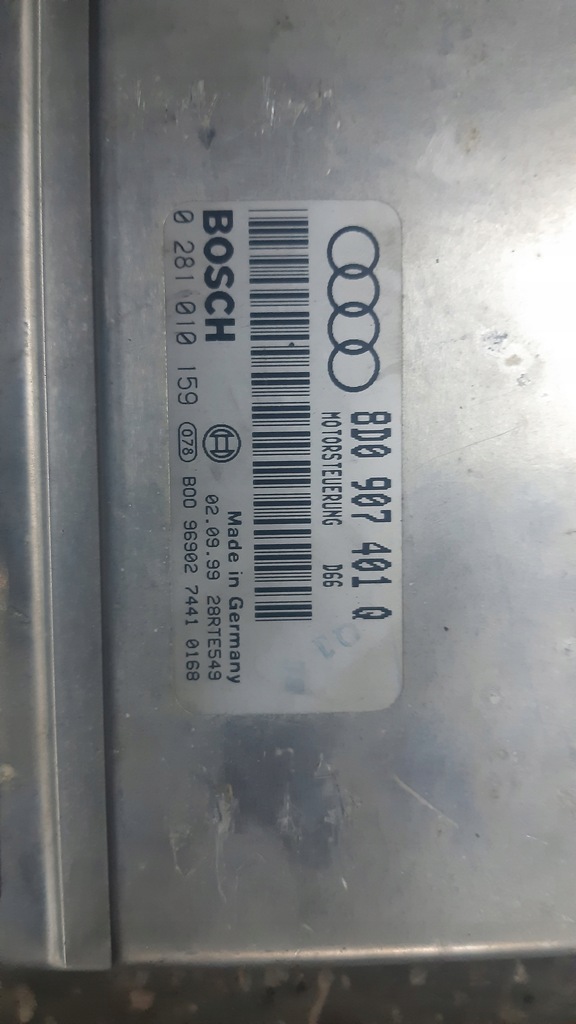 8D0 907 401 Q
MOTORSTEUERUNG D66
BOSCH
Made in Germany
02.09.99 28RTE549
0 281 010 159 078 B00 96902 7441 0168